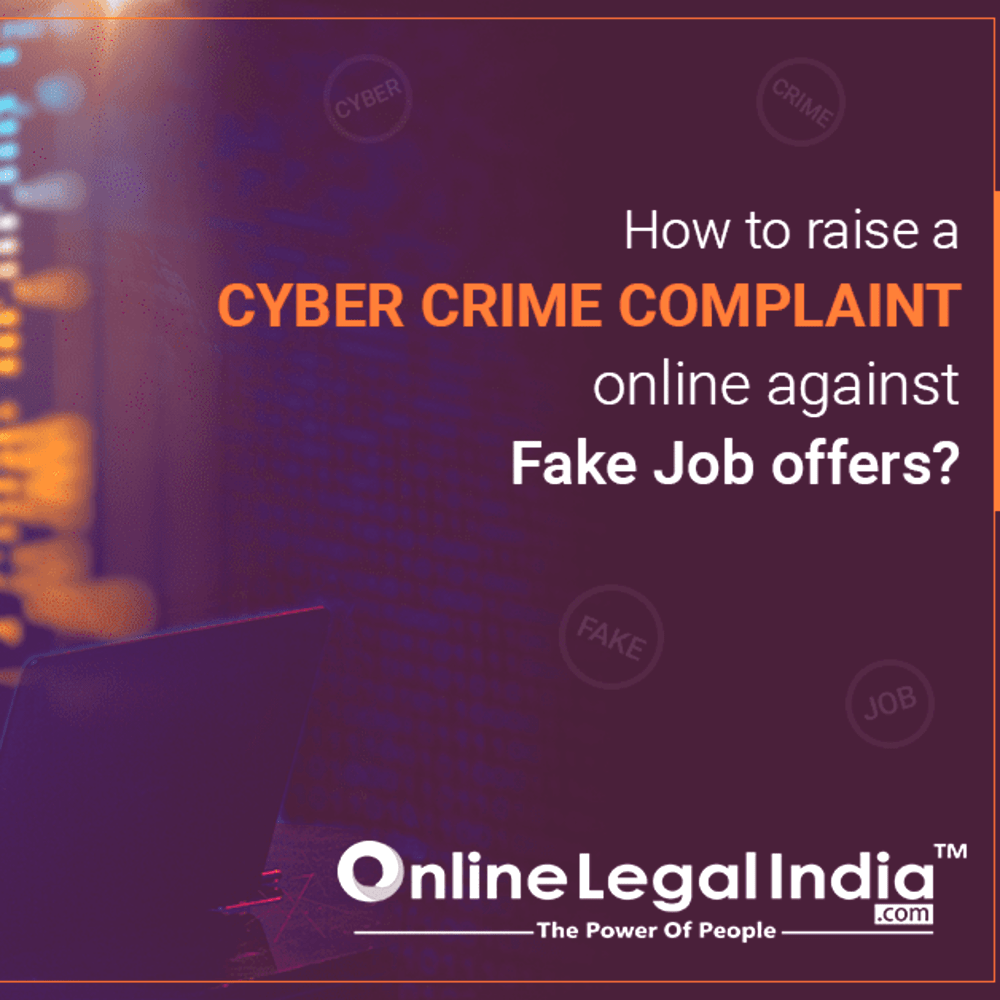 CYBER
CRIME
How to raise a
CYBER CRIME COMPLAINT
online against
Fake Job offers?
FAKE
JOB
OnlineLegalIndia™
.com
The Power Of People